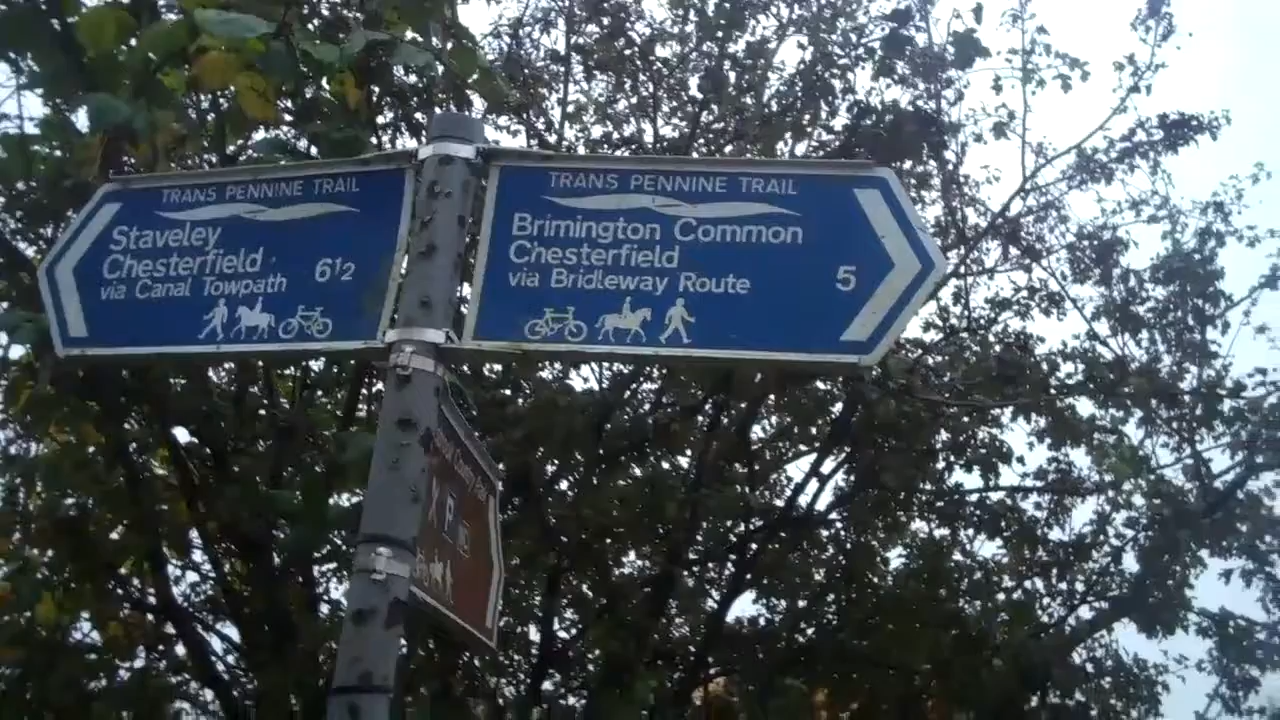 TRANS PENNINE TRAIL
Staveley
Chesterfield 6½
via Canal Towpath
TRANS PENNINE TRAIL
Brimington Common
Chesterfield
via Bridleway Route 5
P